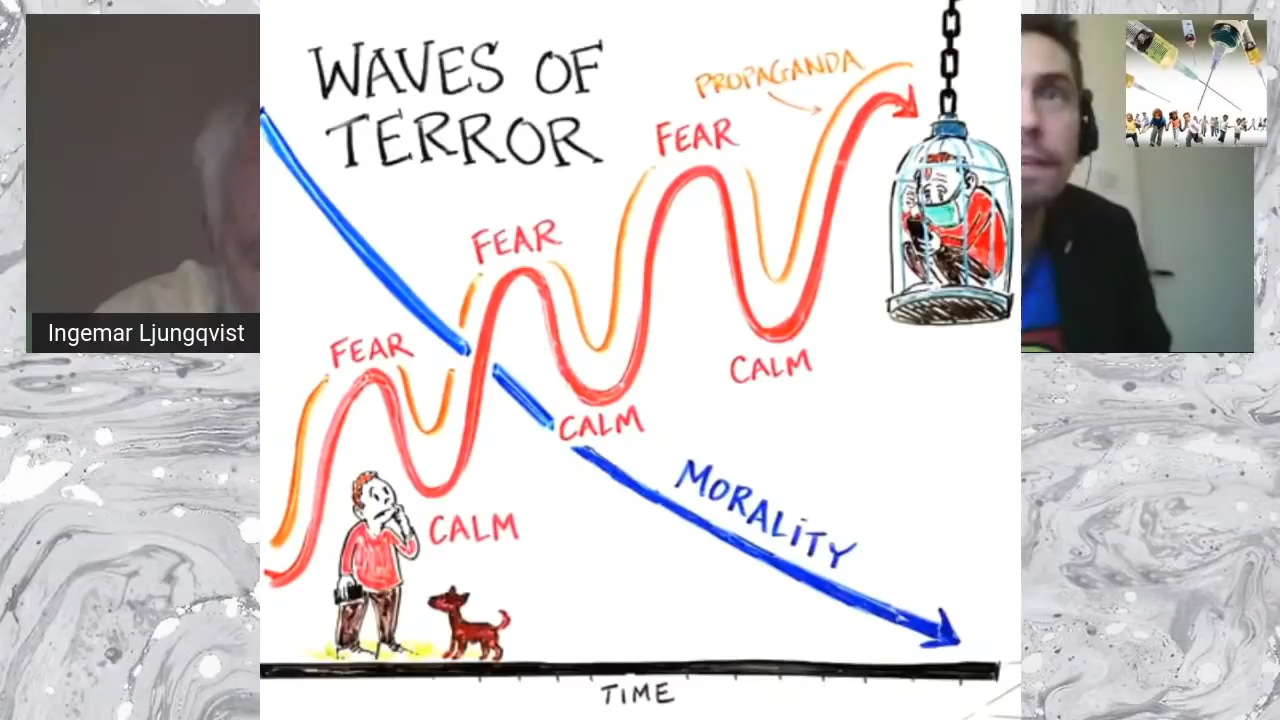 WAVES OF
TERROR
PROPAGANDA
FEAR
FEAR
FEAR
CALM
CALM
CALM
MORALITY
TIME
Ingemar Ljungqvist